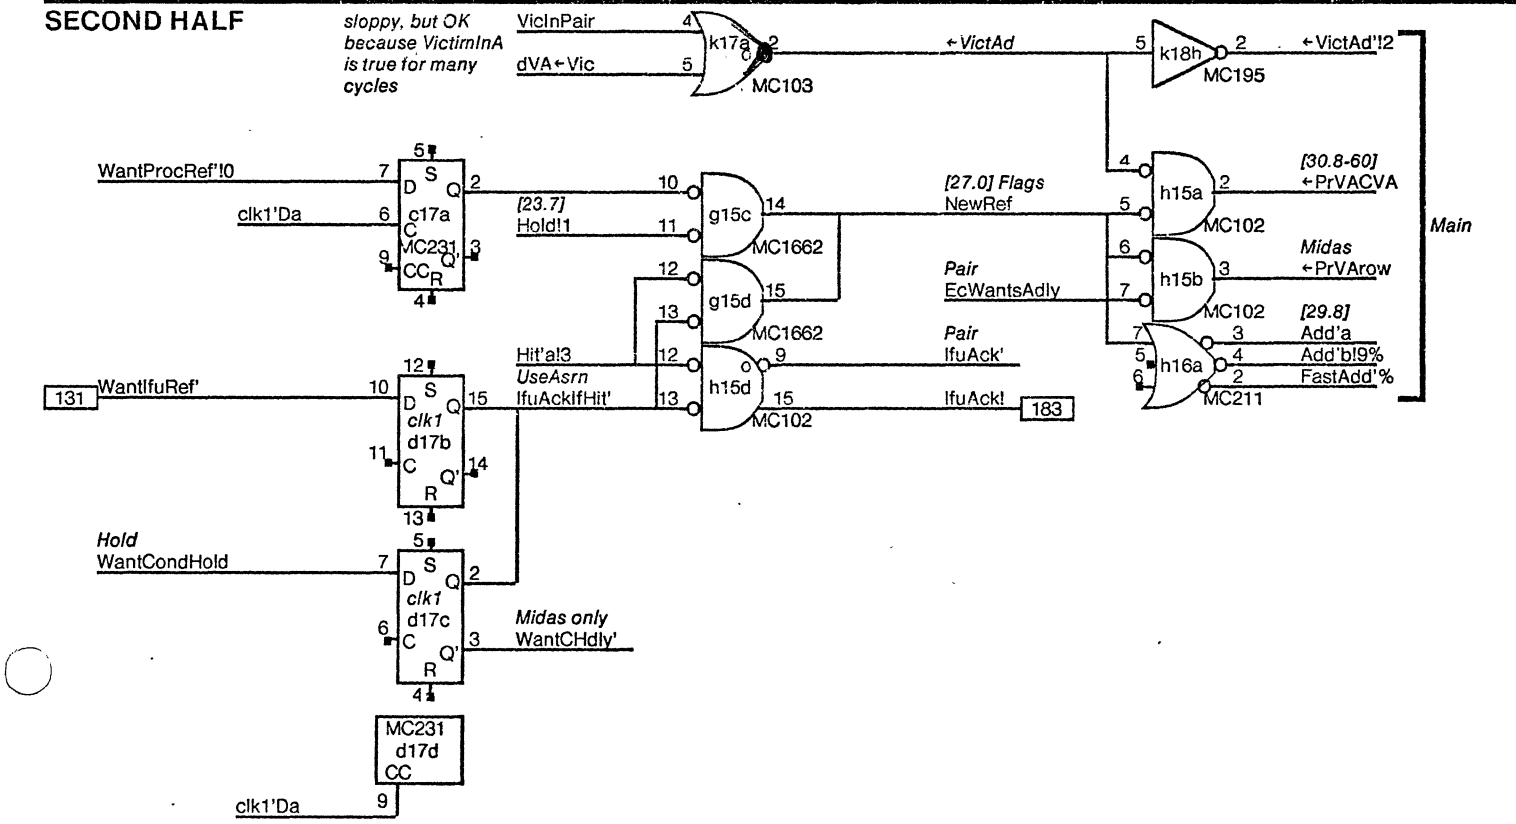 SECOND HALF
sloppy, but OK
because VictimInA
is true for many
cycles
VicInPair
4
dVA←Vic
5
k17a
2
MC103
←VictAd
5
k18h
2
MC195
←VictAd'!2
WantProcRef'!0
7
5
S
D
Q
2
clk1'Da
6
C
c17a
MC231
Q'
3
9
CC
R
4
[23.7]
Hold!1
10
11
g15c
14
MC1662
12
13
g15d
15
MC1662
[27.0] Flags
NewRef
4
5
h15a
2
MC102
[30.8-60]
←PrVACVA
Main
6
7
h15b
3
MC102
Midas
←PrVArow
Pair
EcWantsAdly
7
5
6
h16a
3
4
2
MC211
[29.8]
Add'a
Add'b!9%
FastAdd'%
Hit'a!3
UseAsrn
IfuAckIfHit'
12
13
h15d
9
15
MC102
Pair
IfuAck'
IfuAck!
183
131
WantIfuRef'
10
12
S
D
Q
15
clk1
d17b
11
C
Q'
14
R
13
Hold
WantCondHold
7
5
S
D
Q
2
clk1
d17c
6
C
Q'
3
R
4
Midas only
WantCHdly'
MC231
d17d
CC
clk1'Da
9